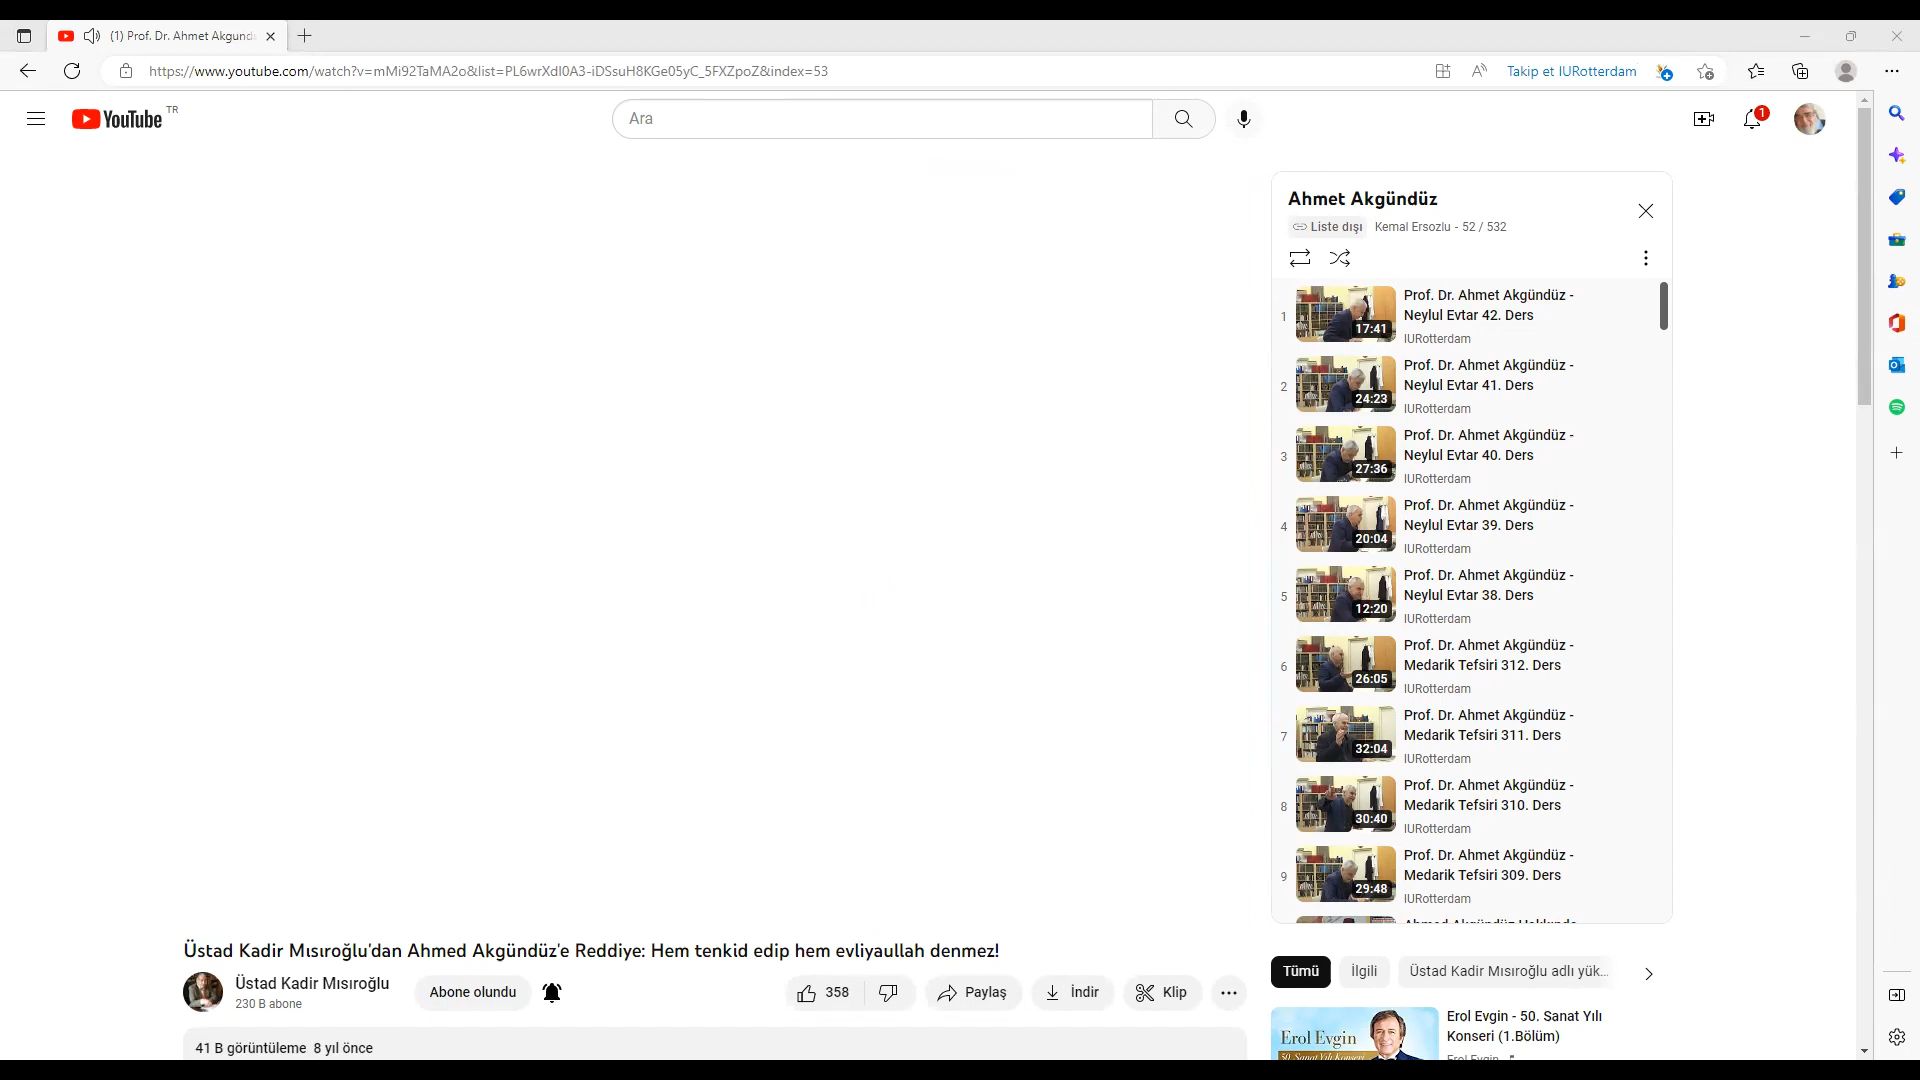 (1) Prof. Dr. Ahmet Akgund
https://www.youtube.com/watch?v=mMi92TaMA2o&list=PL6wrXdI0A3-iDSsuH8KGe05yC_5FXZpoZ&index=53
Takip et IURotterdam
YouTube TR
Ara
1
Ahmet Akgündüz
Liste dışı Kemal Ersozlu - 52 / 532
1
17:41
Prof. Dr. Ahmet Akgündüz -
Neylul Evtar 42. Ders
IURotterdam
2
24:23
Prof. Dr. Ahmet Akgündüz -
Neylul Evtar 41. Ders
IURotterdam
3
27:36
Prof. Dr. Ahmet Akgündüz -
Neylul Evtar 40. Ders
IURotterdam
4
20:04
Prof. Dr. Ahmet Akgündüz -
Neylul Evtar 39. Ders
IURotterdam
5
12:20
Prof. Dr. Ahmet Akgündüz -
Neylul Evtar 38. Ders
IURotterdam
6
26:05
Prof. Dr. Ahmet Akgündüz -
Medarik Tefsiri 312. Ders
IURotterdam
7
32:04
Prof. Dr. Ahmet Akgündüz -
Medarik Tefsiri 311. Ders
IURotterdam
8
30:40
Prof. Dr. Ahmet Akgündüz -
Medarik Tefsiri 310. Ders
IURotterdam
9
29:48
Prof. Dr. Ahmet Akgündüz -
Medarik Tefsiri 309. Ders
IURotterdam
Üstad Kadir Mısıroğlu'dan Ahmed Akgündüz'e Reddiye: Hem tenkid edip hem evliyaullah denmez!
Üstad Kadir Mısıroğlu
230 B abone
Abone olundu
358
Paylaş
İndir
Klip
41 B görüntüleme 8 yıl önce
Tümü
İlgili
Üstad Kadir Mısıroğlu adlı yük...
Erol Evgin
50. Sanat Yılı Konseri
Erol Evgin - 50. Sanat Yılı
Konseri (1.Bölüm)
Erol Evgin